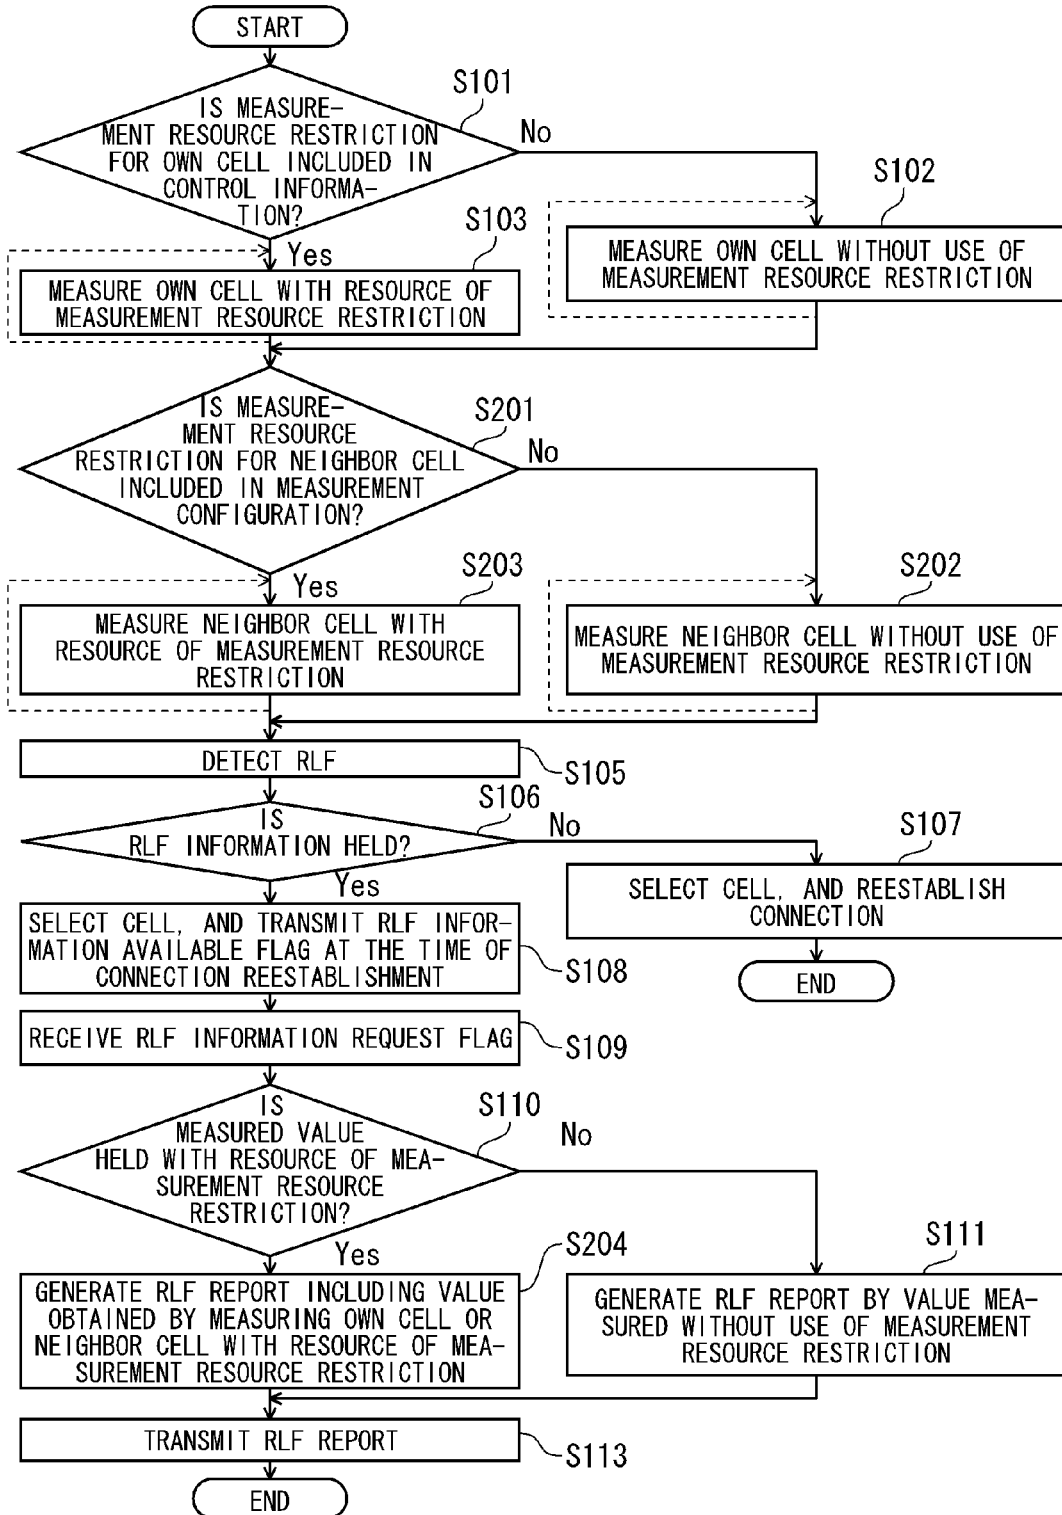 START
S101
IS MEASURE-
MENT RESOURCE RESTRICTION
FOR OWN CELL INCLUDED IN
CONTROL INFORMA-
TION?
No
Yes
S103
MEASURE OWN CELL WITH RESOURCE OF
MEASUREMENT RESOURCE RESTRICTION
S102
MEASURE OWN CELL WITHOUT USE OF
MEASUREMENT RESOURCE RESTRICTION
S201
IS MEASURE-
MENT RESOURCE
RESTRICTION FOR NEIGHBOR CELL
INCLUDED IN MEASUREMENT
CONFIGURATION?
No
Yes
S203
MEASURE NEIGHBOR CELL WITH
RESOURCE OF MEASUREMENT RESOURCE
RESTRICTION
S202
MEASURE NEIGHBOR CELL WITHOUT USE OF
MEASUREMENT RESOURCE RESTRICTION
DETECT RLF
S105
S106
IS
RLF INFORMATION HELD?
No
Yes
S107
SELECT CELL, AND REESTABLISH
CONNECTION
END
SELECT CELL, AND TRANSMIT RLF INFOR-
MATION AVAILABLE FLAG AT THE TIME OF
CONNECTION REESTABLISHMENT
S108
RECEIVE RLF INFORMATION REQUEST FLAG
S109
S110
IS
MEASURED VALUE
HELD WITH RESOURCE OF MEA-
SUREMENT RESOURCE
RESTRICTION?
No
Yes
S204
GENERATE RLF REPORT INCLUDING VALUE
OBTAINED BY MEASURING OWN CELL OR
NEIGHBOR CELL WITH RESOURCE OF MEA-
SUREMENT RESOURCE RESTRICTION
S111
GENERATE RLF REPORT BY VALUE MEA-
SURED WITHOUT USE OF MEASUREMENT
RESOURCE RESTRICTION
TRANSMIT RLF REPORT
S113
END